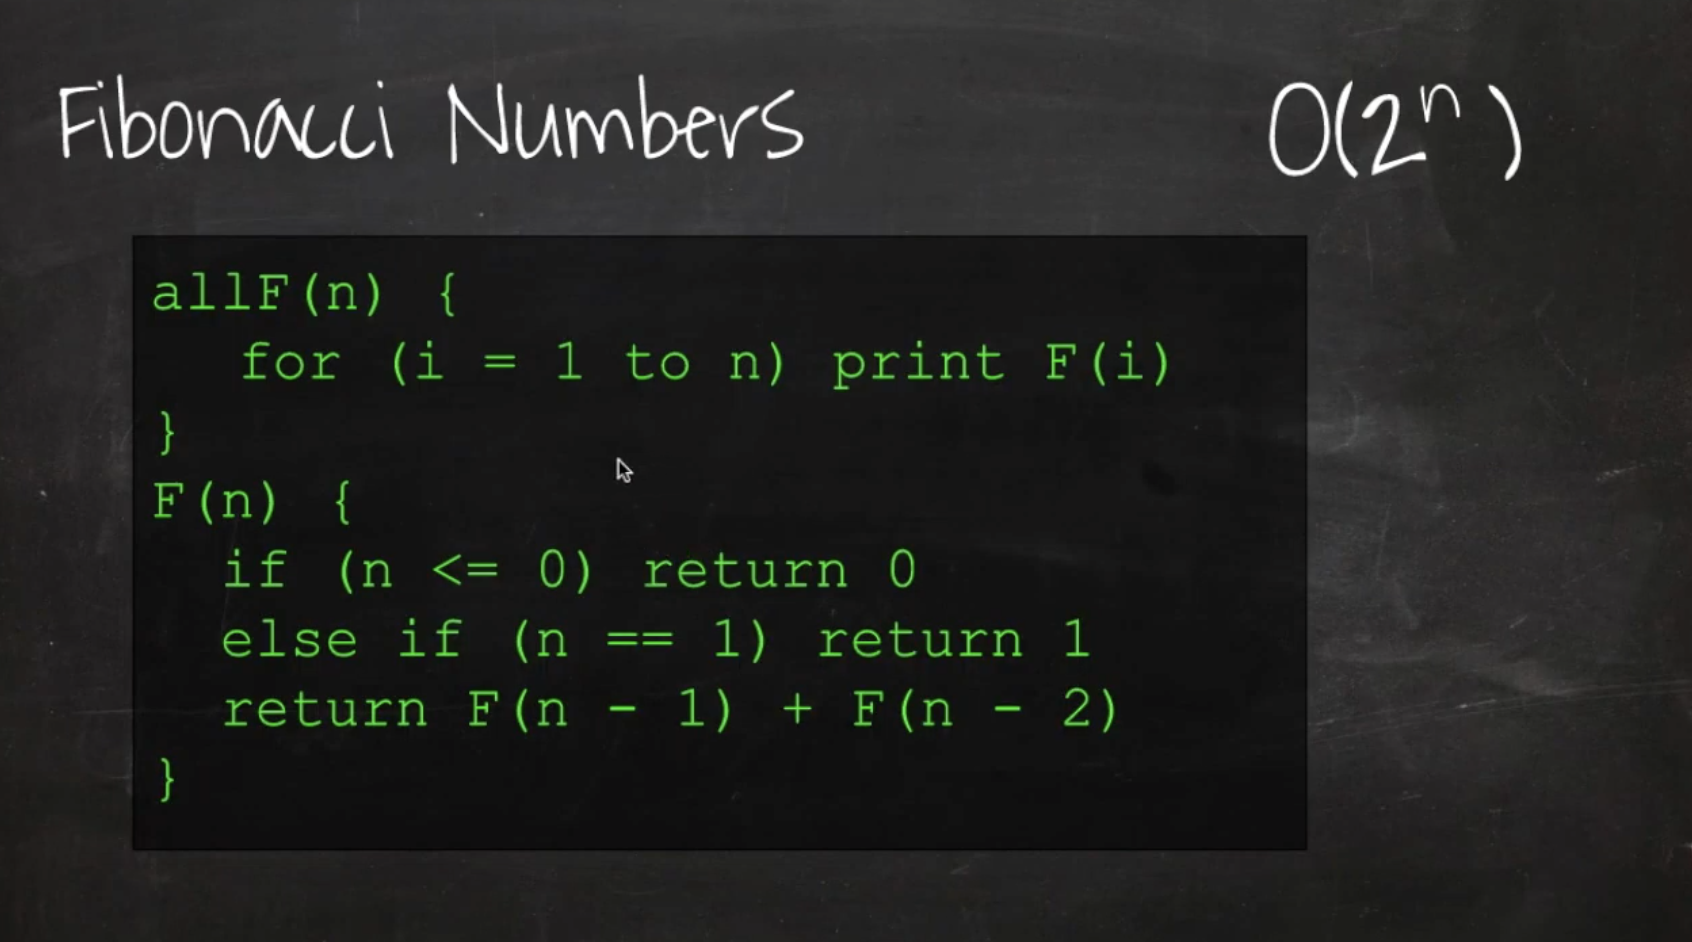 Fibonacci Numbers
O(2ⁿ)
allF(n) {
   for (i = 1 to n) print F(i)
}
F(n) {
   if (n <= 0) return 0
   else if (n == 1) return 1
   return F(n - 1) + F(n - 2)
}